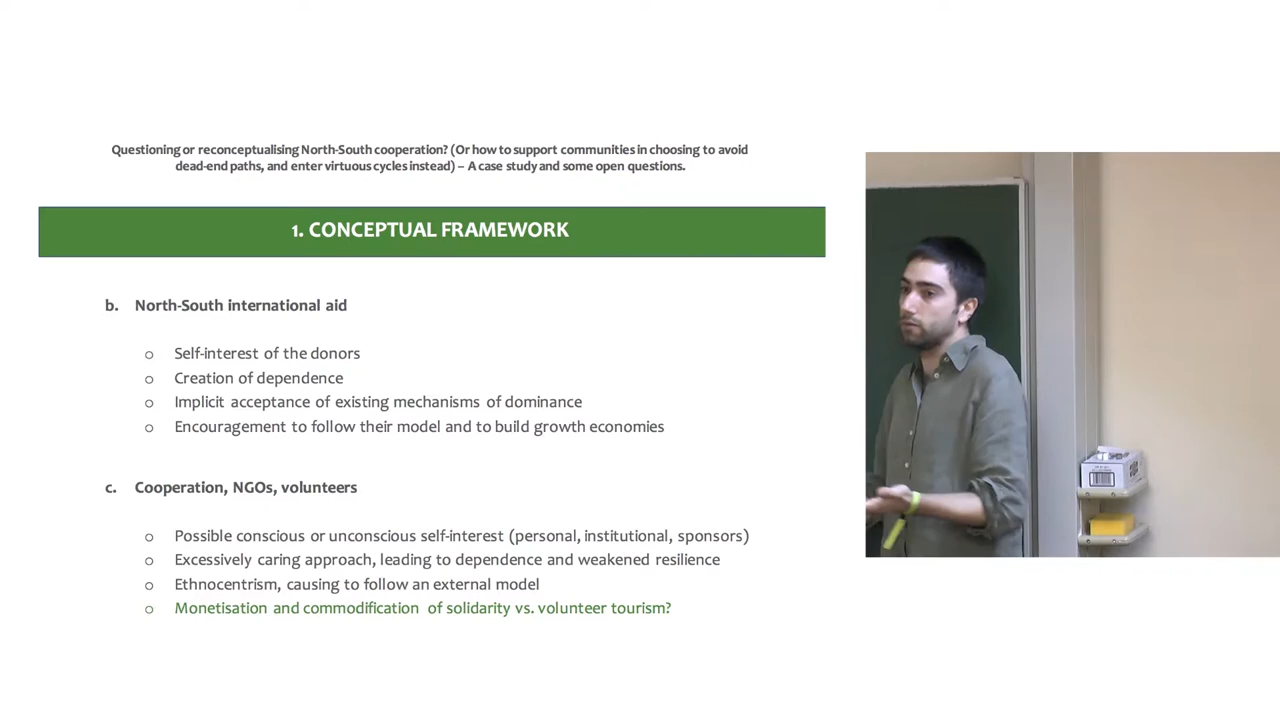 Questioning or reconceptualising North-South cooperation? (Or how to support communities in choosing to avoid
dead-end paths, and enter virtuous cycles instead) – A case study and some open questions.
1. CONCEPTUAL FRAMEWORK
b. North-South international aid
o Self-interest of the donors
o Creation of dependence
o Implicit acceptance of existing mechanisms of dominance
o Encouragement to follow their model and to build growth economies
c. Cooperation, NGOs, volunteers
o Possible conscious or unconscious self-interest (personal, institutional, sponsors)
o Excessively caring approach, leading to dependence and weakened resilience
o Ethnocentrism, causing to follow an external model
o Monetisation and commodification of solidarity vs. volunteer tourism?